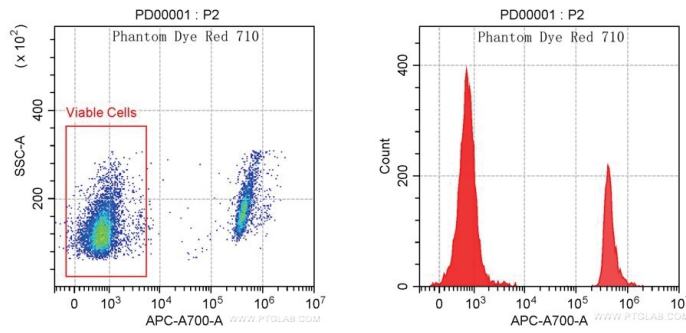 PD00001 : P2
Phantom Dye Red 710
Viable Cells
SSC-A
(x 10²)
400
200
0
10³
10⁴
10⁵
10⁶
10⁷
APC-A700-A
WWW.PTGLAB.COM
PD00001 : P2
Phantom Dye Red 710
Count
400
200
0
0
10³
10⁴
10⁵
10⁶
10⁷
APC-A700-A
WWW.PTGLAB.COM